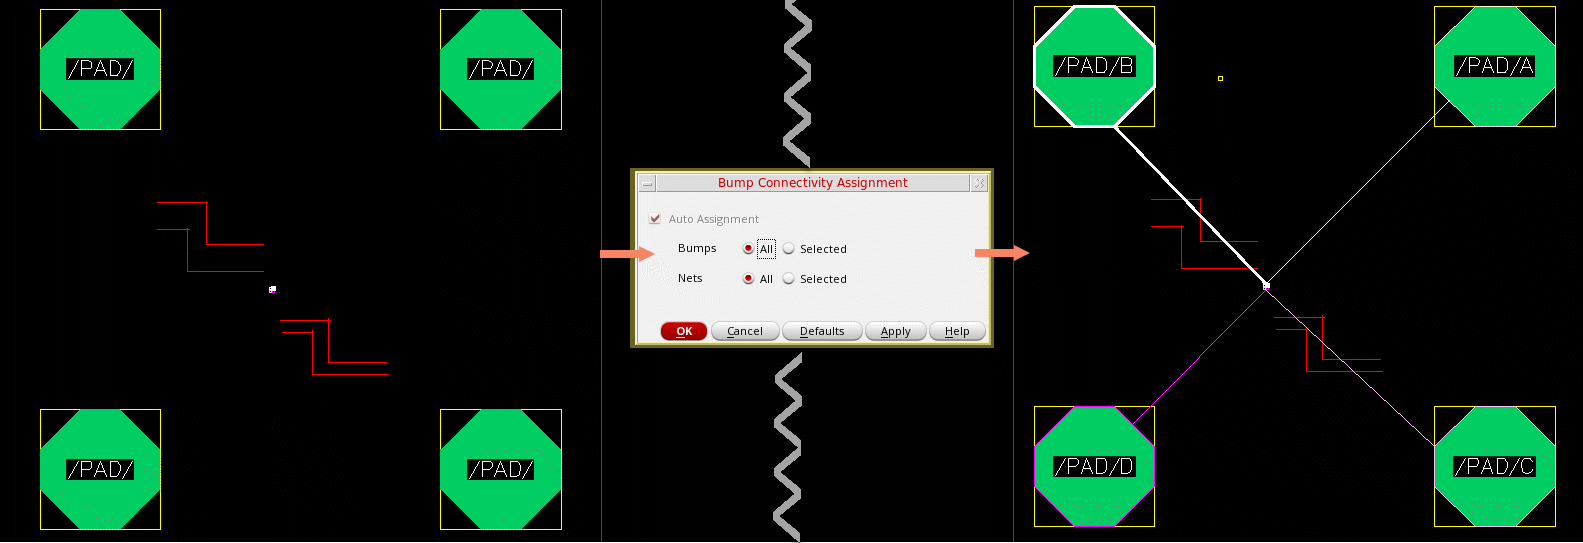 /PAD/
/PAD/
/PAD/
/PAD/
Bump Connectivity Assignment
Auto Assignment
Bumps All Selected
Nets All Selected
OK Cancel Defaults Apply Help
/PAD/B
/PAD/A
/PAD/D
/PAD/C